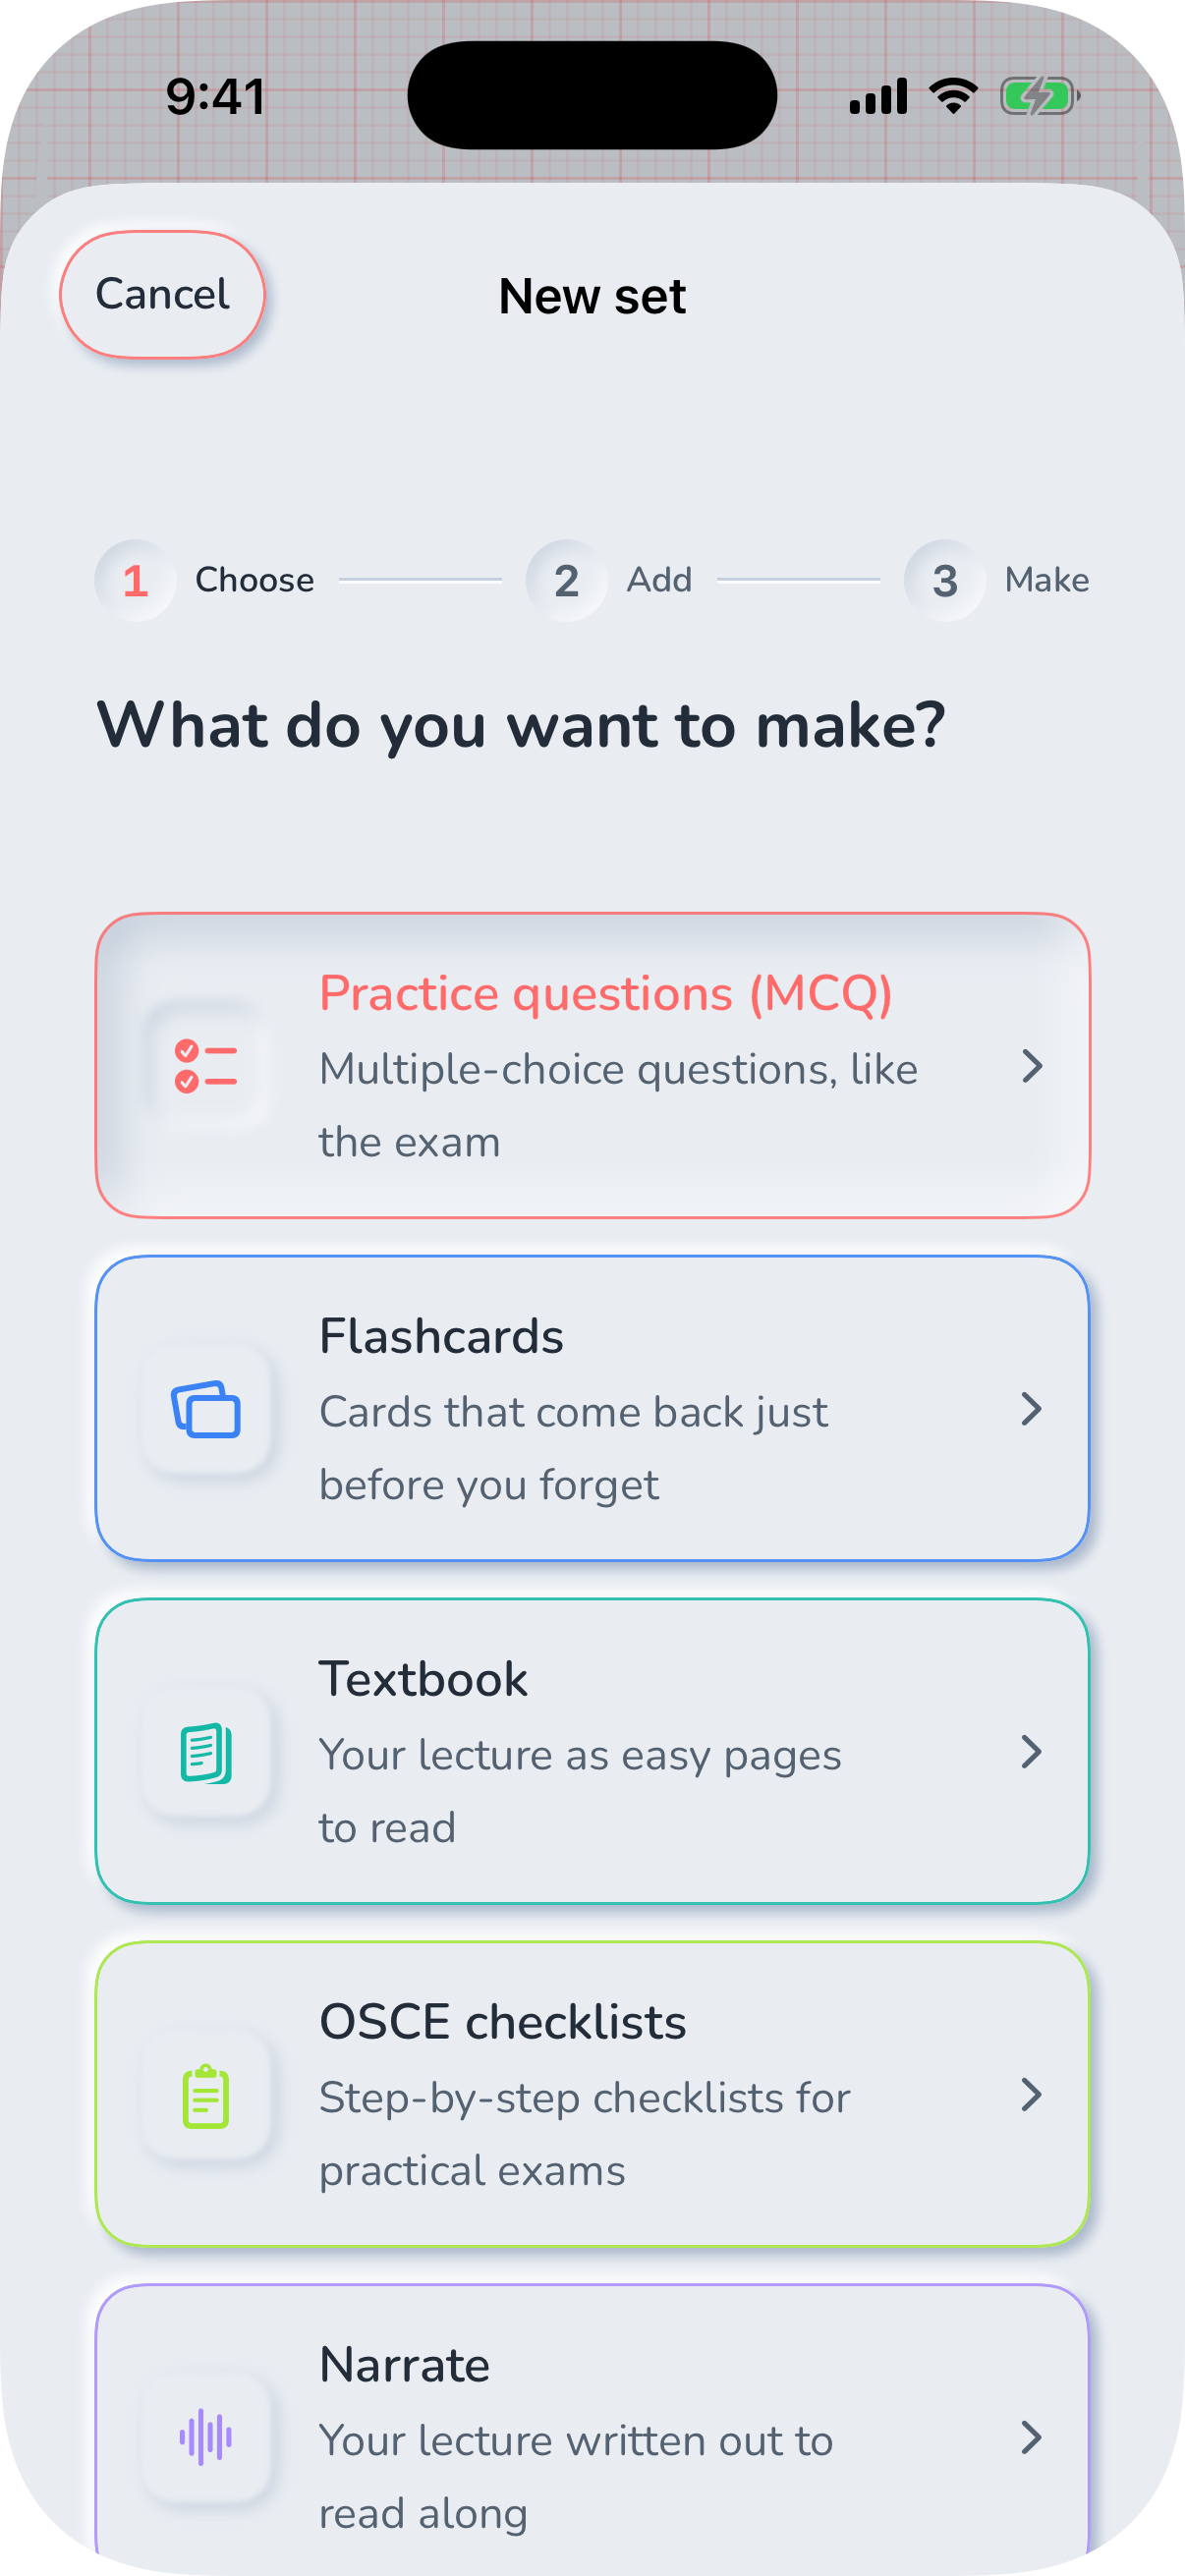 9:41
Cancel
New set
1 Choose
2 Add
3 Make
What do you want to make?
Practice questions (MCQ)
Multiple-choice questions, like
the exam
Flashcards
Cards that come back just
before you forget
Textbook
Your lecture as easy pages
to read
OSCE checklists
Step-by-step checklists for
practical exams
Narrate
Your lecture written out to
read along